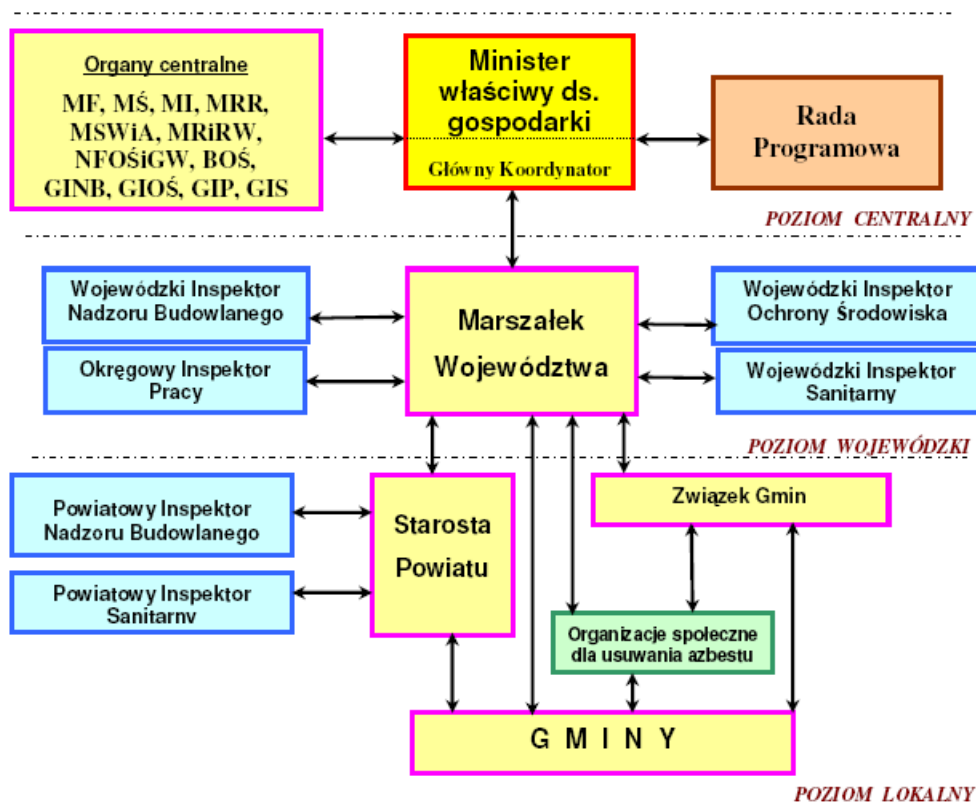 Organy centralne
MF, MŚ, MI, MRR,
MSWiA, MRiRW,
NFOŚiGW, BOŚ,
GINB, GIOŚ, GIP, GIS
Minister
właściwy ds.
gospodarki
Główny Koordynator
Rada
Programowa
POZIOM CENTRALNY
Wojewódzki Inspektor
Nadzoru Budowlanego
Okręgowy Inspektor
Pracy
Marszałek
Województwa
Wojewódzki Inspektor
Ochrony Środowiska
Wojewódzki Inspektor
Sanitarny
POZIOM WOJEWÓDZKI
Powiatowy Inspektor
Nadzoru Budowlanego
Powiatowy Inspektor
Sanitarny
Starosta
Powiatu
Związek Gmin
Organizacje społeczne
dla usuwania azbestu
G M I N Y
POZIOM LOKALNY